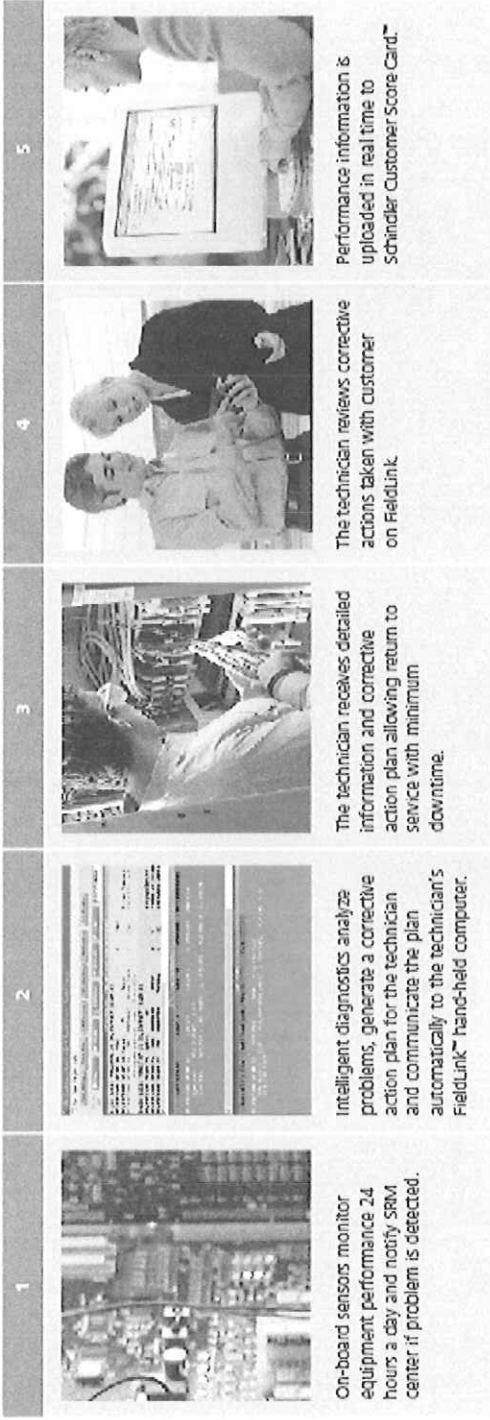 1
On-board sensors monitor
equipment performance 24
hours a day and notify SRM
center if problem is detected.
2
Intelligent diagnostics analyze
problems, generate a corrective
action plan for the technician
and communicate the plan
automatically to the technician's
FieldLink™ hand-held computer.
3
The technician receives detailed
information and corrective
action plan allowing return to
service with minimum
downtime.
4
The technician reviews corrective
actions taken with customer
on FieldLink.
5
Performance information is
uploaded in real time to
Schindler Customer Score Card.™